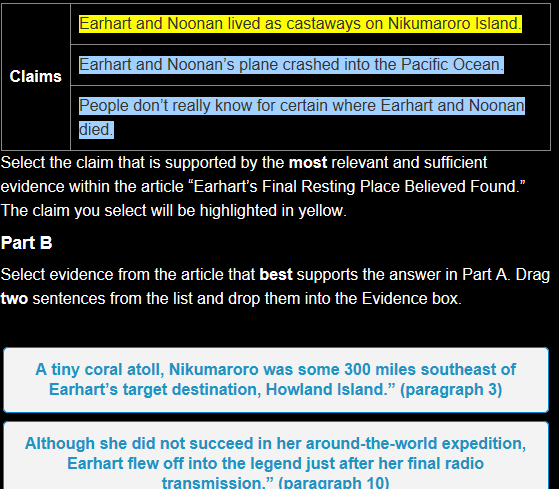 Claims
Earhart and Noonan lived as castaways on Nikumaroro Island.
Earhart and Noonan's plane crashed into the Pacific Ocean.
People don't really know for certain where Earhart and Noonan
died.
Select the claim that is supported by the most relevant and sufficient
evidence within the article “Earhart's Final Resting Place Believed Found.”
The claim you select will be highlighted in yellow.
Part B
Select evidence from the article that best supports the answer in Part A. Drag
two sentences from the list and drop them into the Evidence box.
A tiny coral atoll, Nikumaroro was some 300 miles southeast of
Earhart's target destination, Howland Island.” (paragraph 3)
Although she did not succeed in her around-the-world expedition,
Earhart flew off into the legend just after her final radio
transmission.” (paragraph 10)